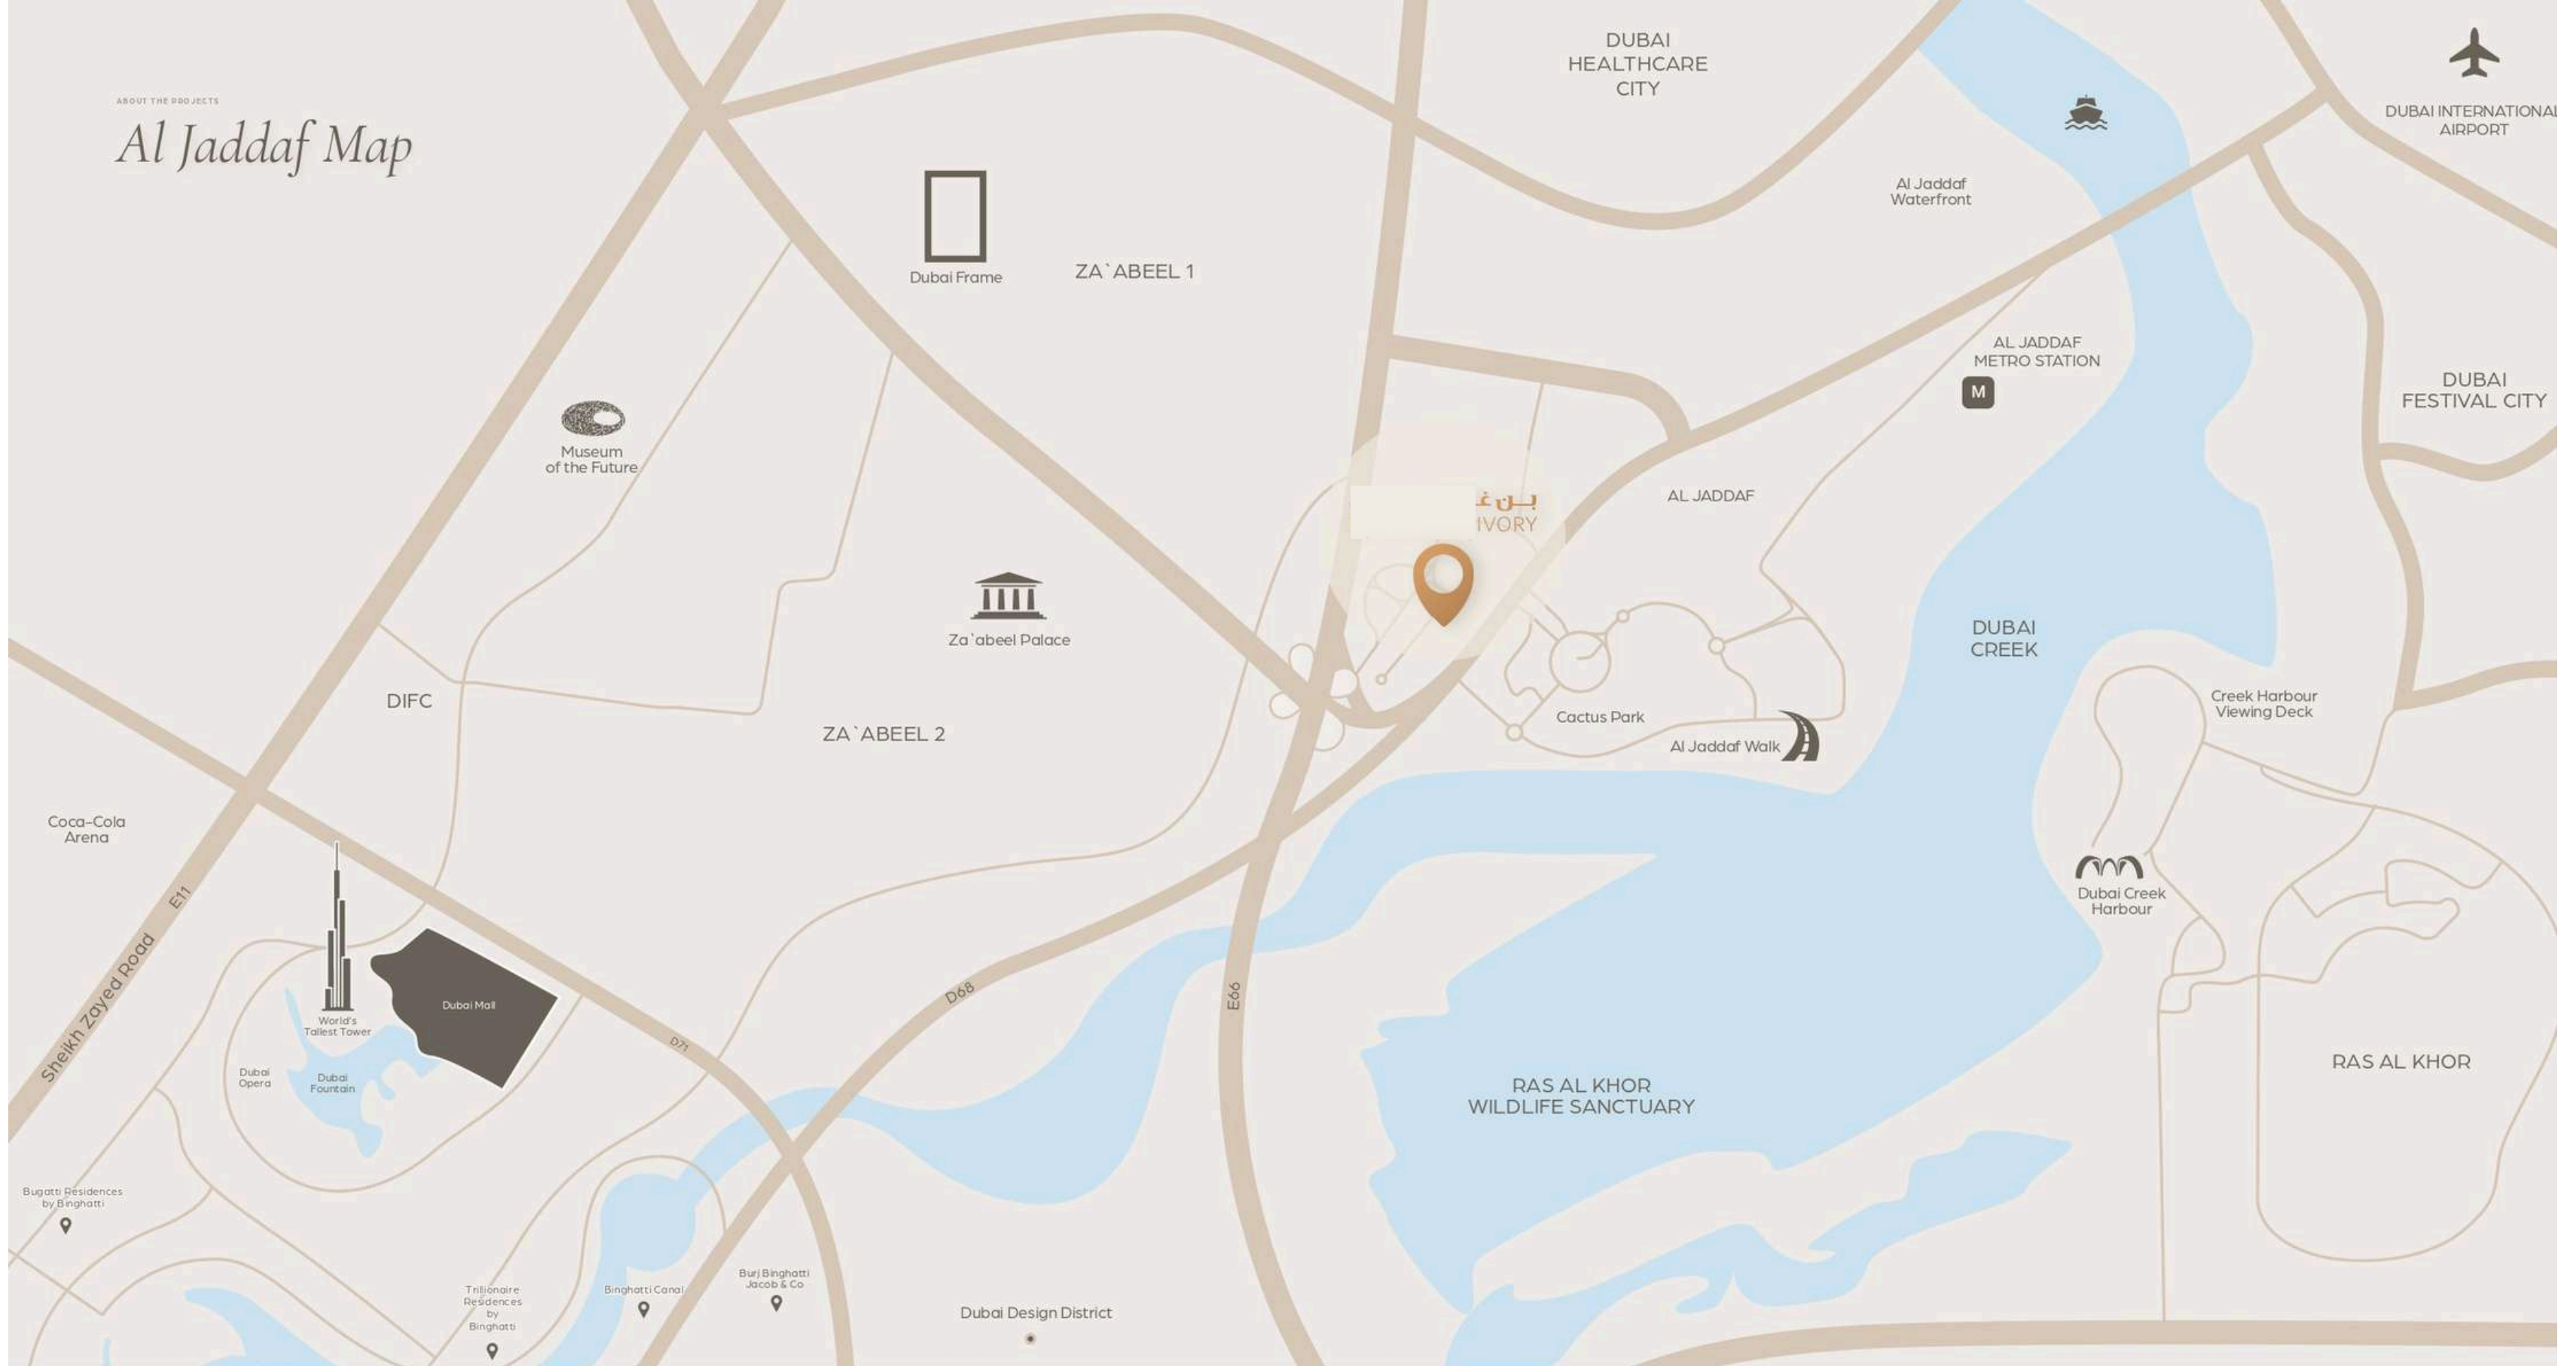 ABOUT THE PROJECTS
Al Jaddaf Map
DUBAI
HEALTHCARE
CITY
DUBAI INTERNATIONAL
AIRPORT
Al Jaddaf
Waterfront
Dubai Frame
ZA`ABEEL 1
AL JADDAF
METRO STATION
M
DUBAI
FESTIVAL CITY
Museum
of the Future
AL JADDAF
بن غ
IVORY
Za`abeel Palace
DUBAI
CREEK
DIFC
ZA`ABEEL 2
Cactus Park
Al Jaddaf Walk
Creek Harbour
Viewing Deck
Coca-Cola
Arena
E11
Sheikh Zayed Road
Dubai Creek
Harbour
Dubai Mall
World's
Tallest Tower
D68
E66
D71
Dubai
Opera
Dubai
Fountain
RAS AL KHOR
WILDLIFE SANCTUARY
RAS AL KHOR
Bugatti Residences
by Binghatti
Trillionaire
Residences
by
Binghatti
Binghatti Canal
Burj Binghatti
Jacob & Co
Dubai Design District